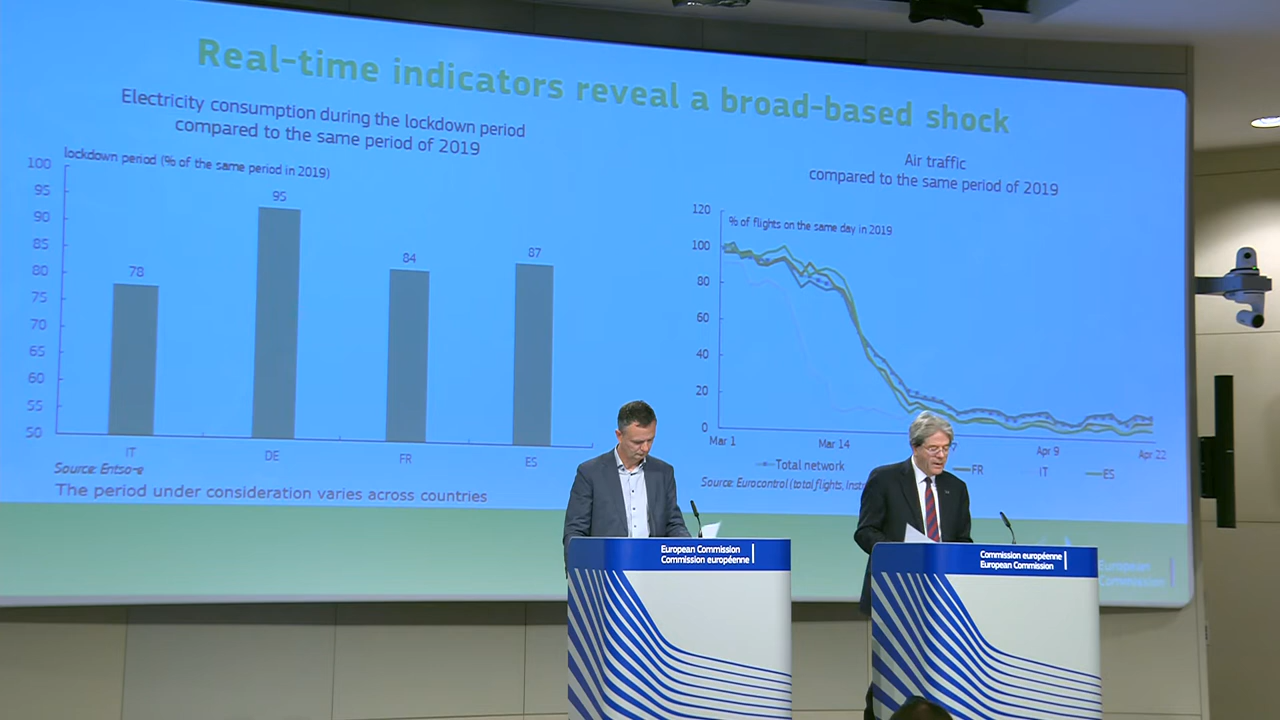 Real-time indicators reveal a broad-based shock
Electricity consumption during the lockdown period
compared to the same period of 2019
lockdown period (% of the same period in 2019)
100
95
90
85
80
75
70
65
60
55
50
78
95
84
87
IT
DE
FR
ES
Source: Entso-e
The period under consideration varies across countries
Air traffic
compared to the same period of 2019
% of flights on the same day in 2019
120
100
80
60
40
20
0
Mar 1
Mar 14
Apr 9
Apr 22
Total network
FR
IT
ES
Source: Eurocontrol (total flights,
European Commission
Commission européenne
Commission européenne
European Commission
European
Commission